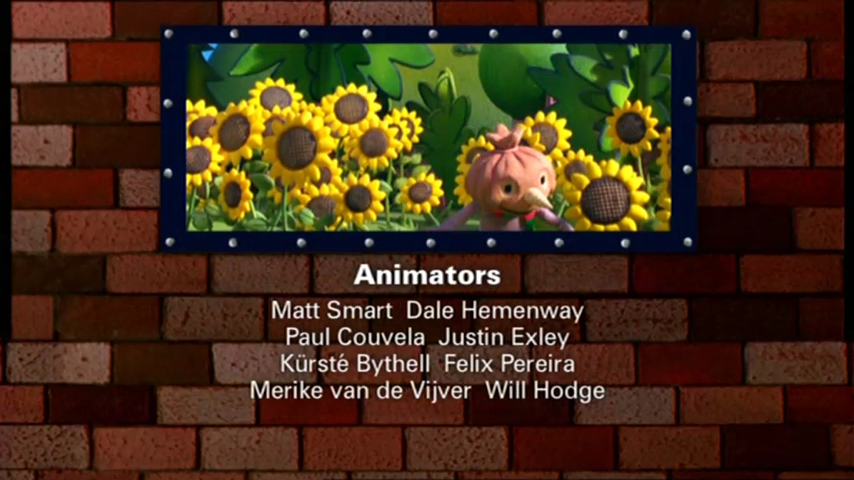 Animators
Matt Smart  Dale Hemenway
Paul Couvela  Justin Exley
Kürsté Bythell  Felix Pereira
Merike van de Vijver  Will Hodge